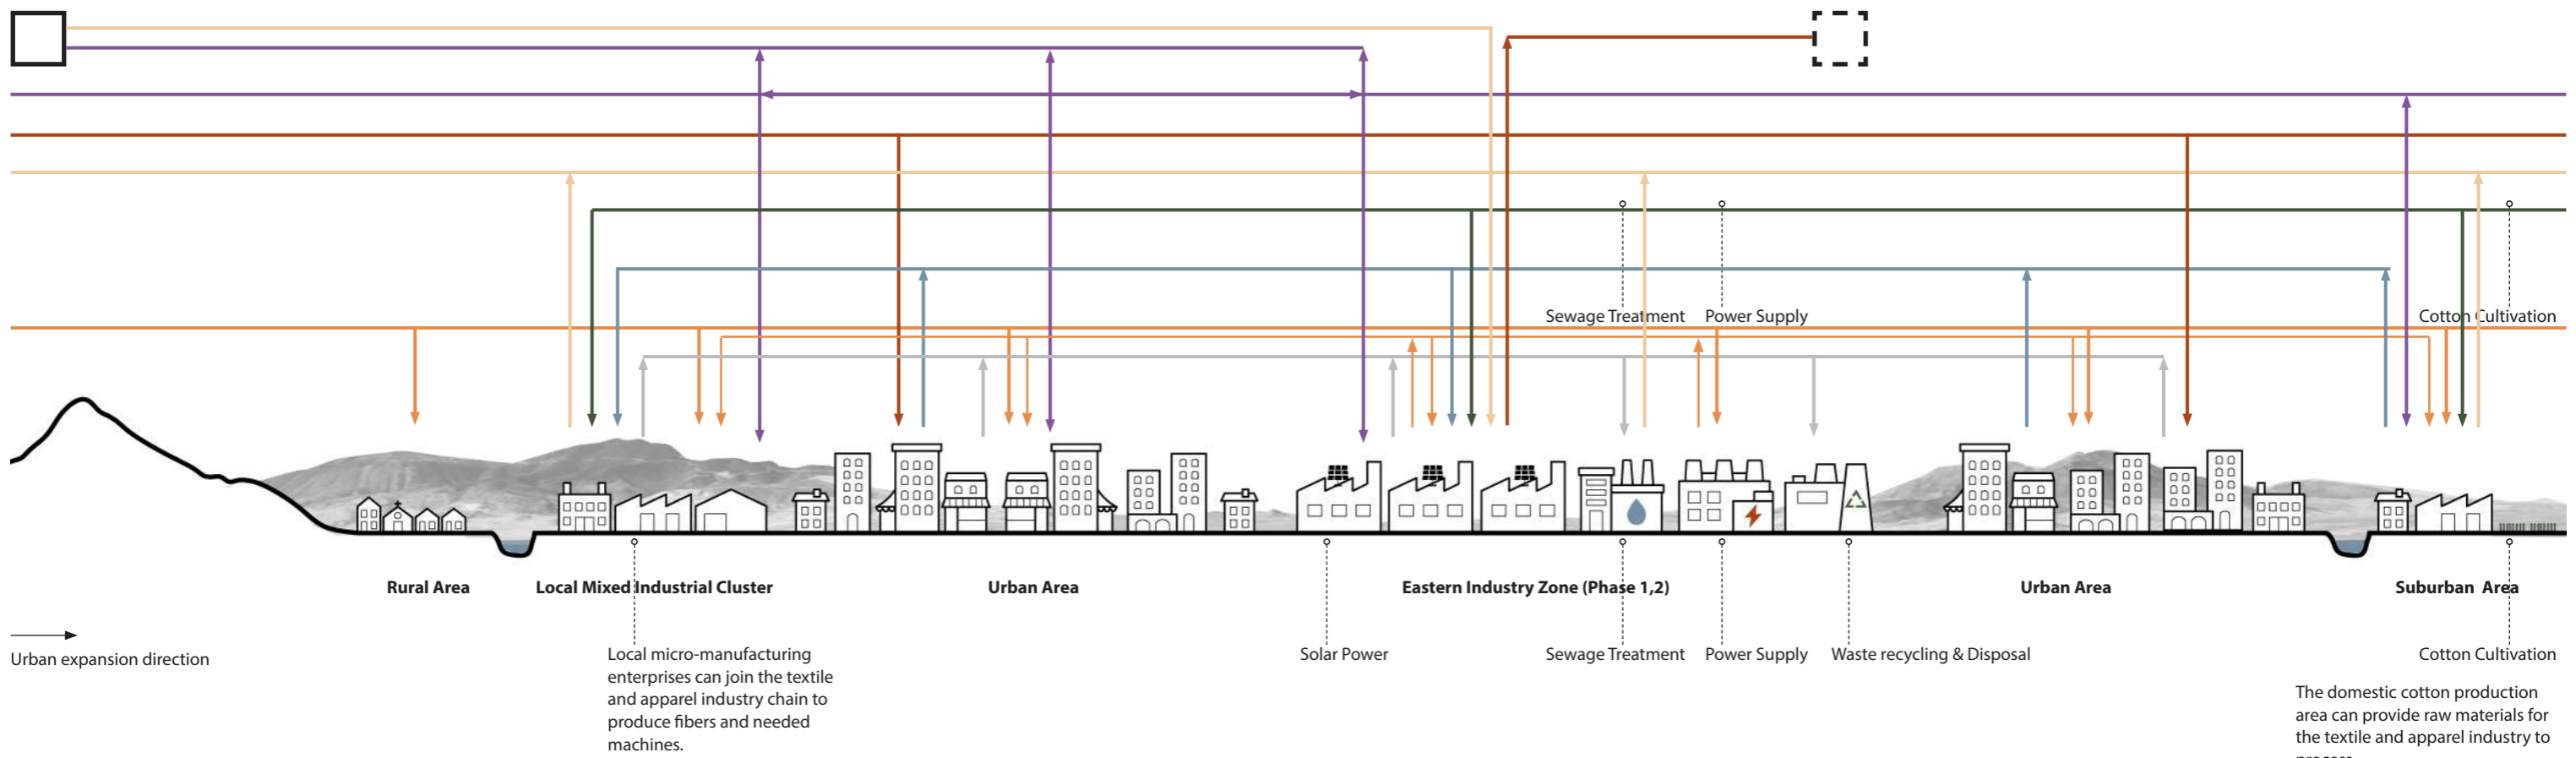 Sewage Treatment
Power Supply
Cotton Cultivation
Rural Area
Local Mixed Industrial Cluster
Urban Area
Eastern Industry Zone (Phase 1,2)
Urban Area
Suburban Area
Urban expansion direction
Local micro-manufacturing
enterprises can join the textile
and apparel industry chain to
produce fibers and needed
machines.
Solar Power
Sewage Treatment
Power Supply
Waste recycling & Disposal
Cotton Cultivation
The domestic cotton production
area can provide raw materials for
the textile and apparel industry to